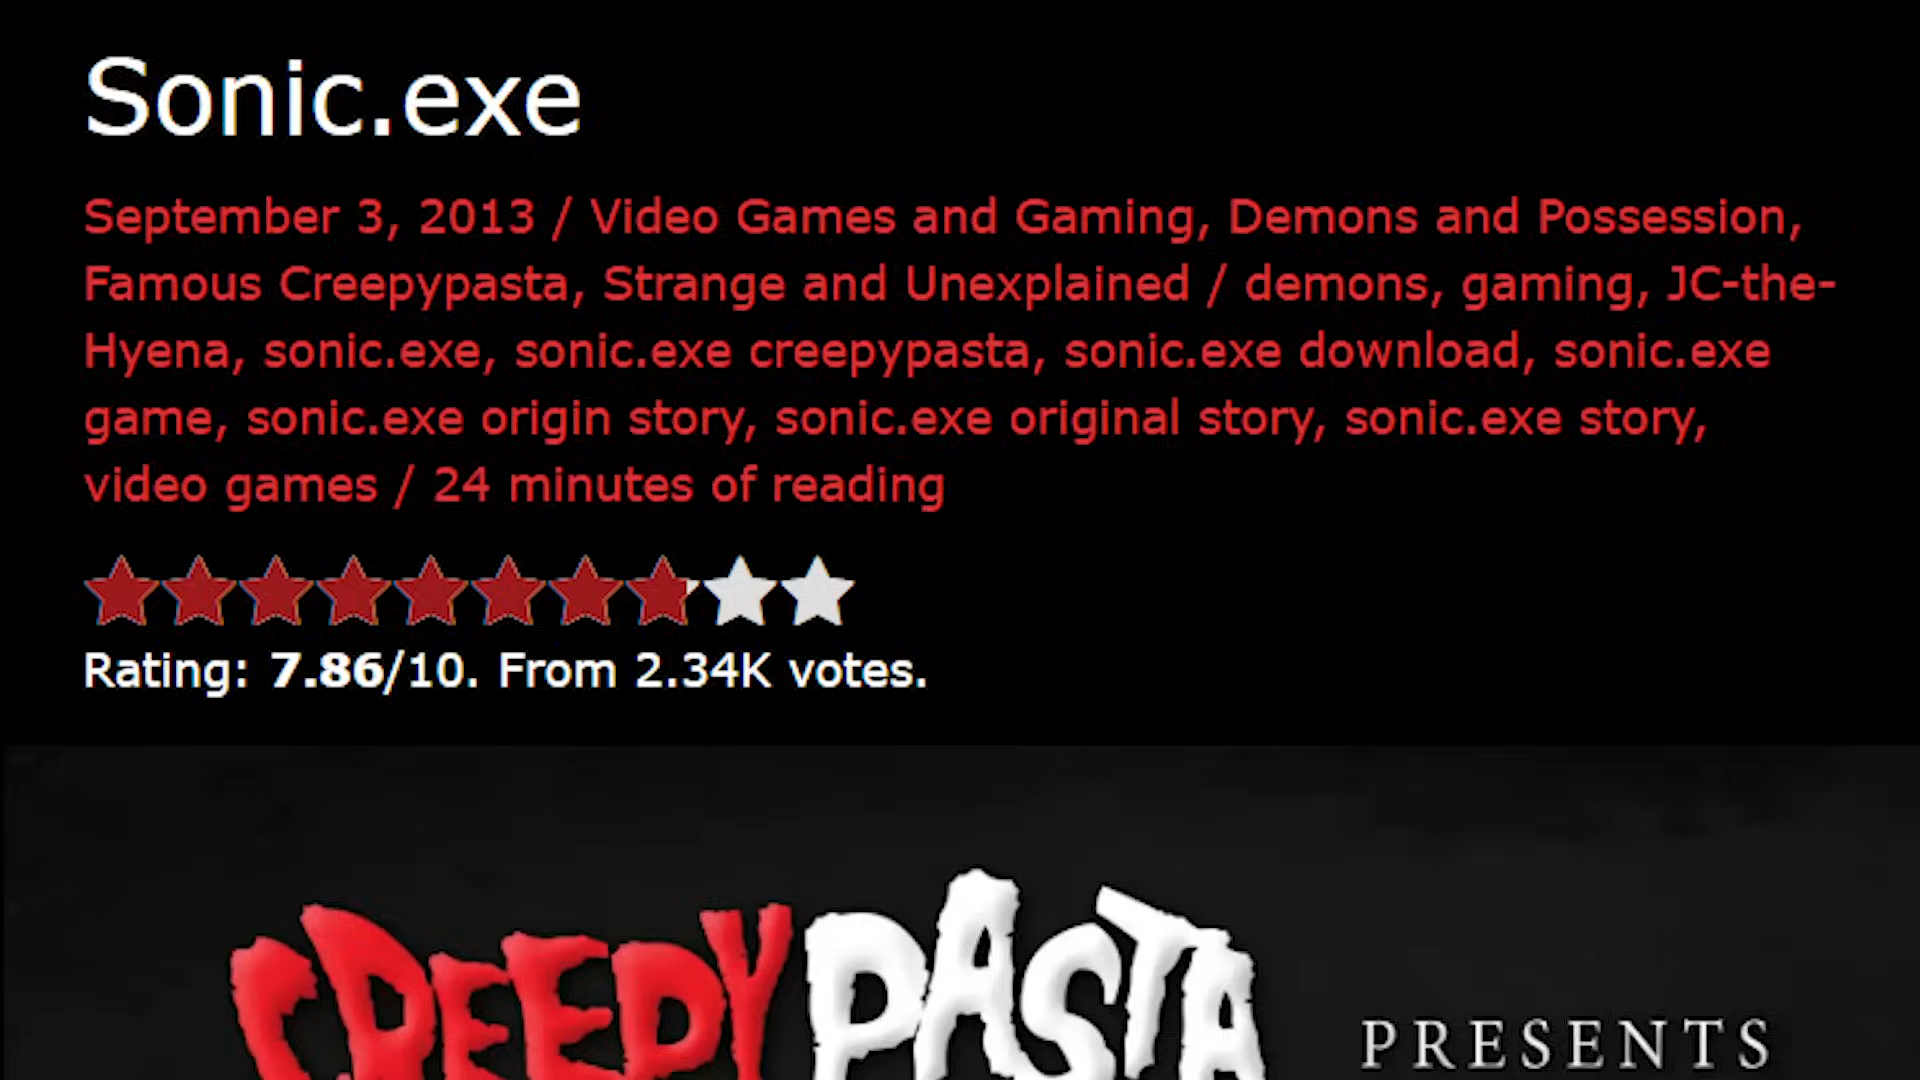 Sonic.exe
September 3, 2013 / Video Games and Gaming, Demons and Possession,
Famous Creepypasta, Strange and Unexplained / demons, gaming, JC-the-
Hyena, sonic.exe, sonic.exe creepypasta, sonic.exe download, sonic.exe
game, sonic.exe origin story, sonic.exe original story, sonic.exe story,
video games / 24 minutes of reading
Rating: 7.86/10. From 2.34K votes.
CREEPYPASTA PRESENTS